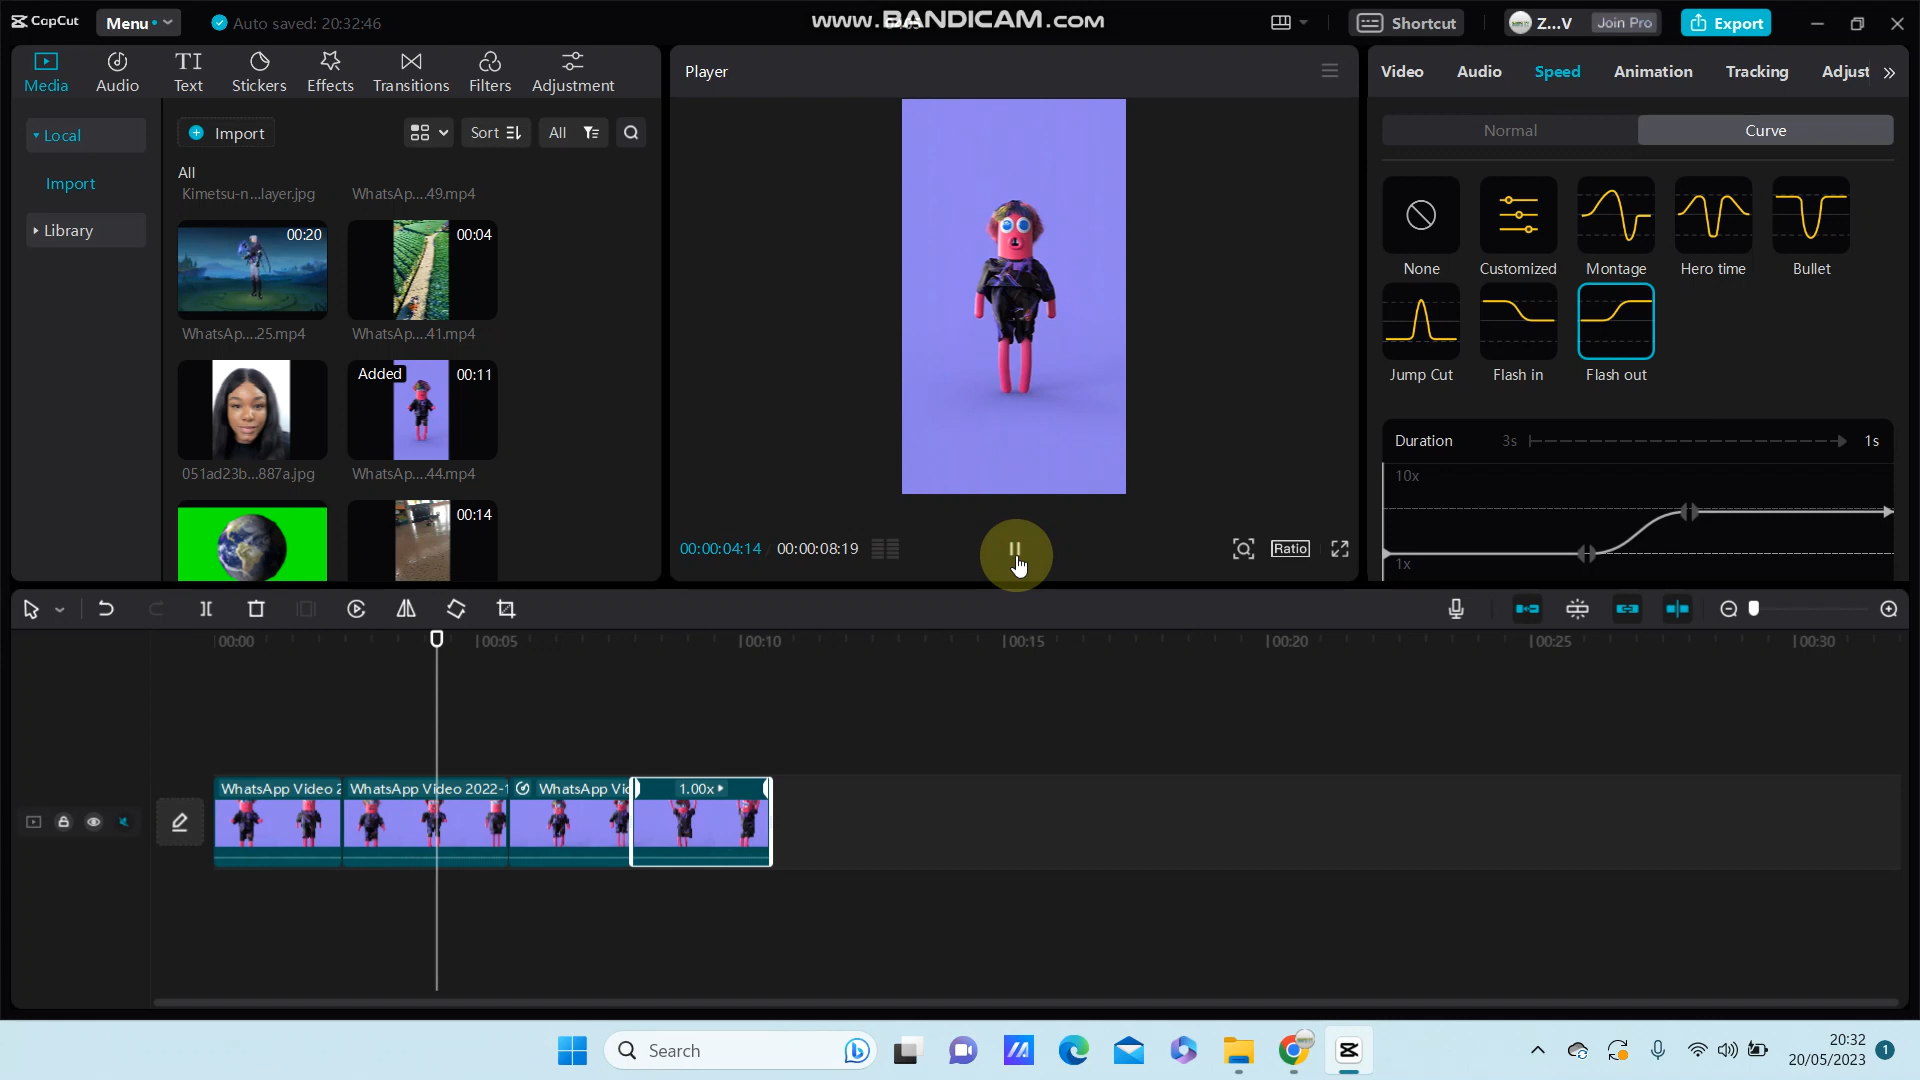 CapCut
Menu
Auto saved: 20:32:46
WWW.BANDICAM.COM
Shortcut
Z...V
Join Pro
Export
Media
Audio
Text
Stickers
Effects
Transitions
Filters
Adjustment
Player
Video
Audio
Speed
Animation
Tracking
Adjust
Local
Import
Library
Import
Sort
All
All
Kimetsu-n...layer.jpg
WhatsAp....49.mp4
00:20
00:04
WhatsAp....25.mp4
WhatsAp....41.mp4
Added
00:11
051ad23b...887a.jpg
WhatsAp....44.mp4
00:14
00:00:04:14
00:00:08:19
Ratio
Normal
Curve
None
Customized
Montage
Hero time
Bullet
Jump Cut
Flash in
Flash out
Duration
3s
1s
10x
1x
00:00
00:05
00:10
00:15
00:20
00:25
00:30
WhatsApp Video 2
WhatsApp Video 2022-1
WhatsApp Vid
1.00x
Search
20:32
20/05/2023
1